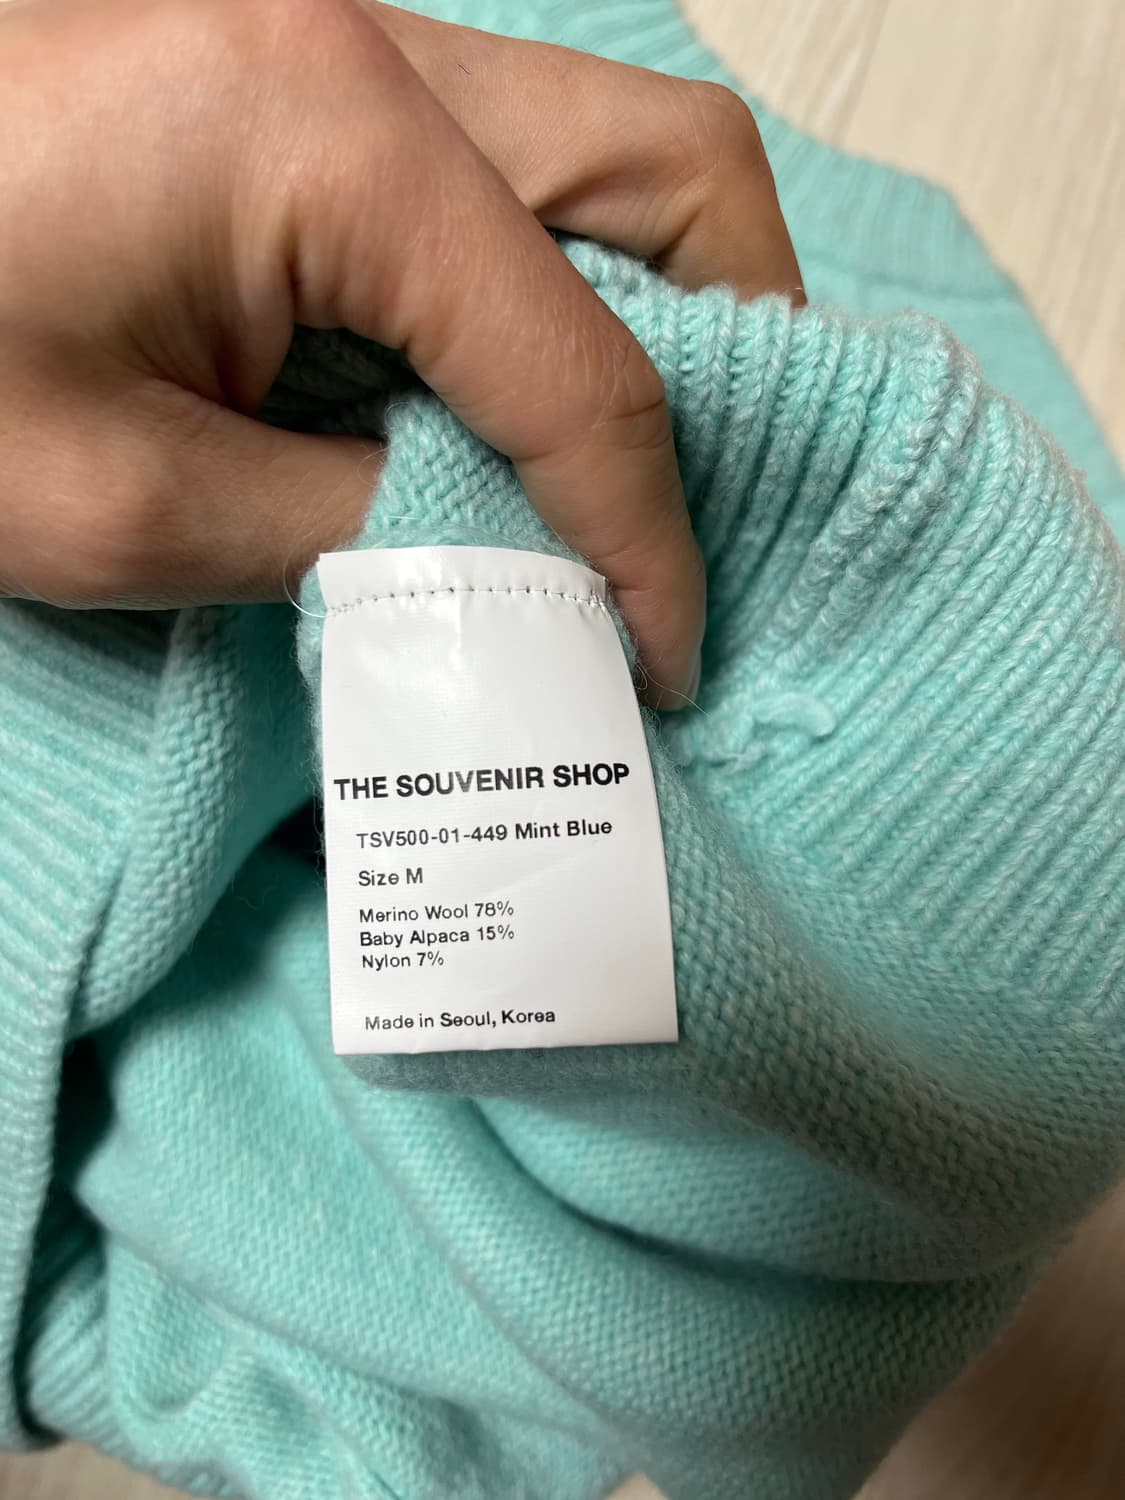 THE SOUVENIR SHOP
TSV500-01-449 Mint Blue
Size M
Merino Wool 78%
Baby Alpaca 15%
Nylon 7%
Made in Seoul, Korea